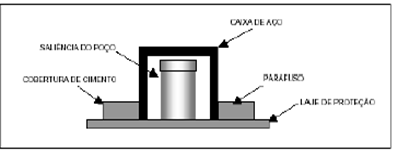 CAIXA DE AÇO
SALIÊNCIA DO POÇO
COBERTURA DE CIMENTO
PARAFUSO
LAJE DE PROTEÇÃO